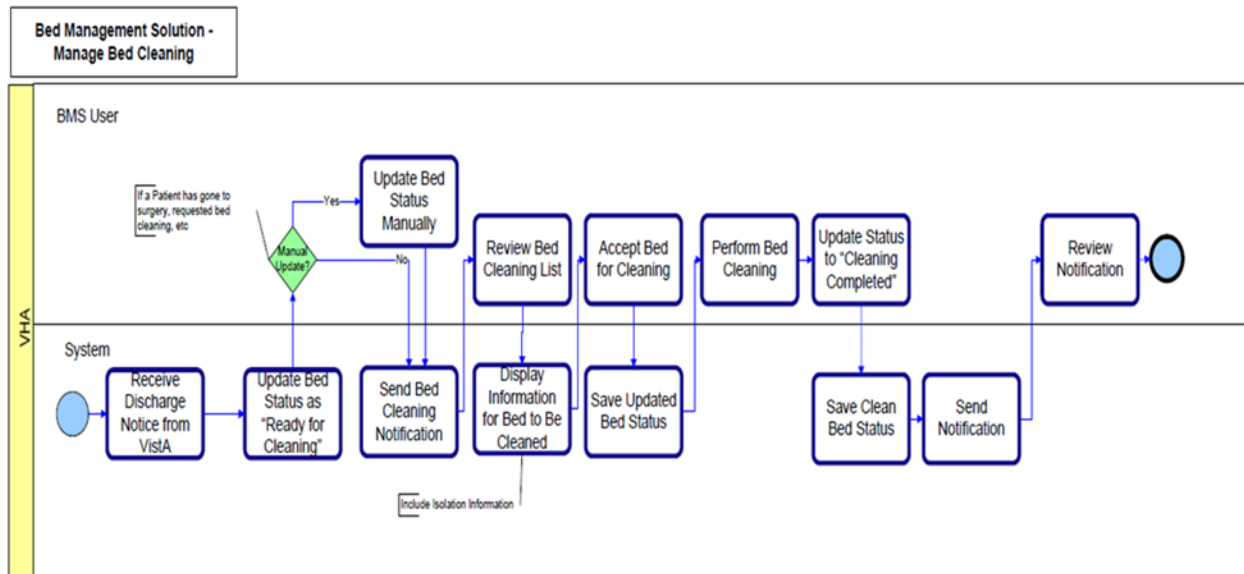 Bed Management Solution -
Manage Bed Cleaning
VHA
BMS User
If a Patient has gone to
surgery, requested bed
cleaning, etc
Manual
Update?
Yes
No
Update Bed
Status
Manually
Review Bed
Cleaning List
Accept Bed
for Cleaning
Perform Bed
Cleaning
Update Status
to “Cleaning
Completed”
Review
Notification
System
Receive
Discharge
Notice from
VistA
Update Bed
Status as
“Ready for
Cleaning”
Send Bed
Cleaning
Notification
Display
Information
for Bed to Be
Cleaned
Include Isolation Information
Save Updated
Bed Status
Save Clean
Bed Status
Send
Notification